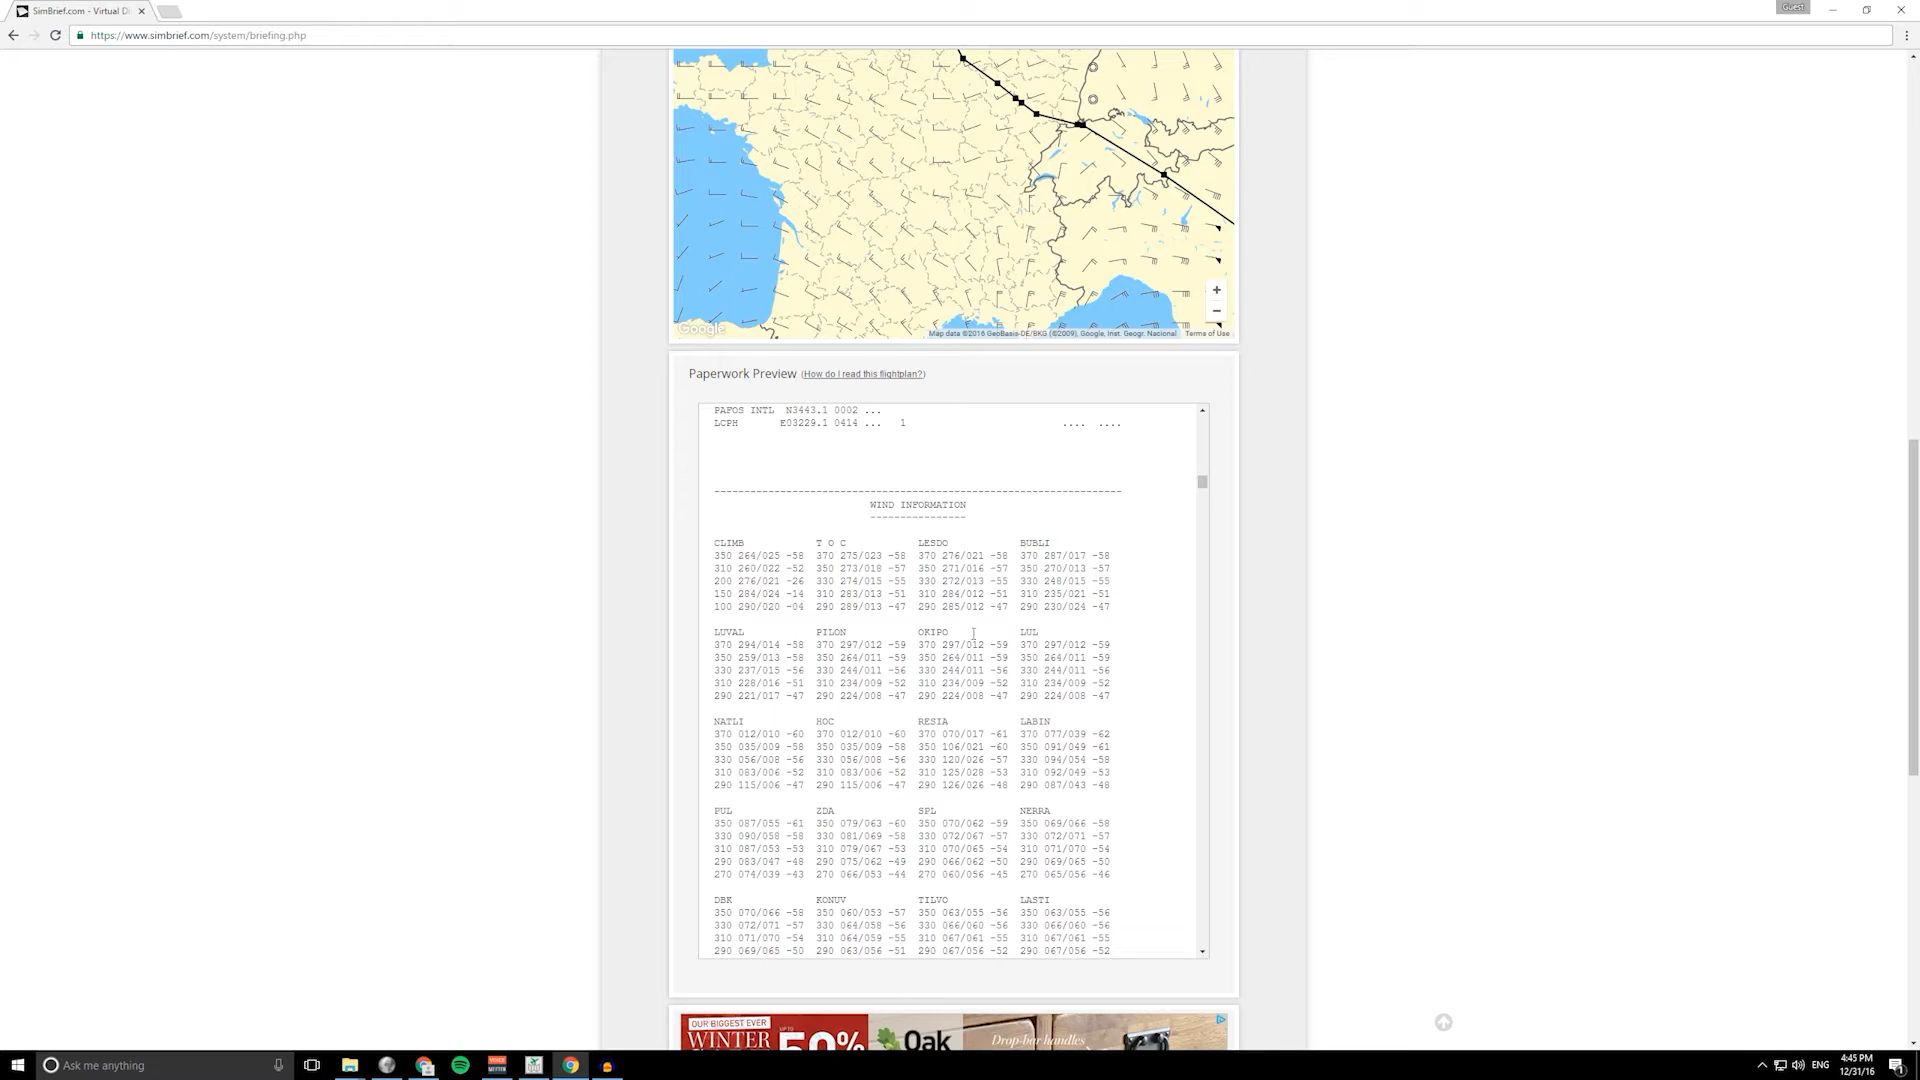 SimBrief.com - Virtual Di
Guest
https://www.simbrief.com/system/briefing.php
Google
Map data ©2016 GeoBasis-DE/BKG (©2009), Google, Inst. Geogr. Nacional Terms of Use
Paperwork Preview (How do I read this flightplan?)
PAFOS INTL N3443.1 0002 ...
LCPH E03229.1 0414 ... 1 .... ....
WIND INFORMATION
CLIMB T O C LESDO BUBLI
350 264/025 -58 370 275/023 -58 370 276/021 -58 370 287/017 -58
310 260/022 -52 350 273/018 -57 350 271/016 -57 350 270/013 -57
200 276/021 -26 330 274/015 -55 330 272/013 -55 330 248/015 -55
150 284/024 -14 310 283/013 -51 310 284/012 -51 310 235/021 -51
100 290/020 -04 290 289/013 -47 290 285/012 -47 290 230/024 -47
LUVAL PILON OKIPO LUL
370 294/014 -58 370 297/012 -59 370 297/012 -59 370 297/012 -59
350 259/013 -58 350 264/011 -59 350 264/011 -59 350 264/011 -59
330 237/015 -56 330 244/011 -56 330 244/011 -56 330 244/011 -56
310 228/016 -51 310 234/009 -52 310 234/009 -52 310 234/009 -52
290 221/017 -47 290 224/008 -47 290 224/008 -47 290 224/008 -47
NATLI HOC RESIA LABIN
370 012/010 -60 370 012/010 -60 370 070/017 -61 370 077/039 -62
350 035/009 -58 350 035/009 -58 350 106/021 -60 350 091/049 -61
330 056/008 -56 330 056/008 -56 330 120/026 -57 330 094/054 -58
310 083/006 -52 310 083/006 -52 310 125/028 -53 310 092/049 -53
290 115/006 -47 290 115/006 -47 290 126/026 -48 290 087/043 -48
PUL ZDA SPL NERRA
350 087/055 -61 350 079/063 -60 350 070/062 -59 350 069/066 -58
330 090/058 -58 330 081/069 -58 330 072/067 -57 330 072/071 -57
310 087/053 -53 310 079/067 -53 310 070/065 -54 310 071/070 -54
290 083/047 -48 290 075/062 -49 290 066/062 -50 290 069/065 -50
270 074/039 -43 270 066/053 -44 270 060/056 -45 270 065/056 -46
DBK KONUV TILVO LASTI
350 070/066 -58 350 060/053 -57 350 063/055 -56 350 063/055 -56
330 072/071 -57 330 064/058 -56 330 066/060 -56 330 066/060 -56
310 071/070 -54 310 064/059 -55 310 067/061 -55 310 067/061 -55
290 069/065 -50 290 063/056 -51 290 067/056 -52 290 067/056 -52
OUR BIGGEST EVER
WINTER
UP TO
50%
Oak
Drop-bar handles
Ask me anything
ENG
4:45 PM
12/31/16